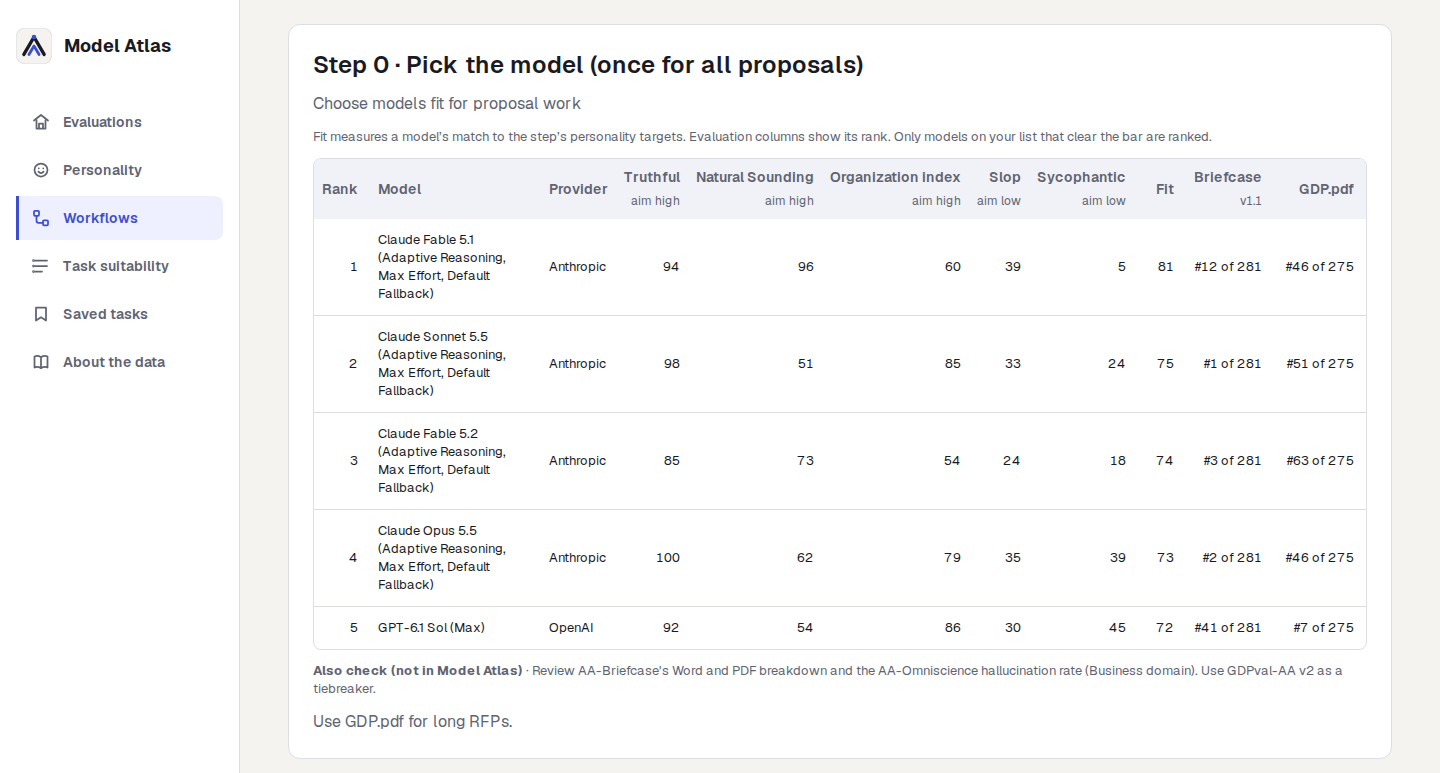 Model Atlas
Evaluations
Personality
Workflows
Task suitability
Saved tasks
About the data
Step 0 · Pick the model (once for all proposals)
Choose models fit for proposal work
Fit measures a model's match to the step's personality targets. Evaluation columns show its rank. Only models on your list that clear the bar are ranked.
Rank Model Provider Truthful aim high Natural Sounding aim high Organization Index aim high Slop aim low Sycophantic aim low Fit Briefcase v1.1 GDP.pdf
1 Claude Fable 5.1 (Adaptive Reasoning, Max Effort, Default Fallback) Anthropic 94 96 60 39 5 81 #12 of 281 #46 of 275
2 Claude Sonnet 5.5 (Adaptive Reasoning, Max Effort, Default Fallback) Anthropic 98 51 85 33 24 75 #1 of 281 #51 of 275
3 Claude Fable 5.2 (Adaptive Reasoning, Max Effort, Default Fallback) Anthropic 85 73 54 24 18 74 #3 of 281 #63 of 275
4 Claude Opus 5.5 (Adaptive Reasoning, Max Effort, Default Fallback) Anthropic 100 62 79 35 39 73 #2 of 281 #46 of 275
5 GPT-6.1 Sol (Max) OpenAI 92 54 86 30 45 72 #41 of 281 #7 of 275
Also check (not in Model Atlas) · Review AA-Briefcase's Word and PDF breakdown and the AA-Omniscience hallucination rate (Business domain). Use GDPval-AA v2 as a
tiebreaker.
Use GDP.pdf for long RFPs.